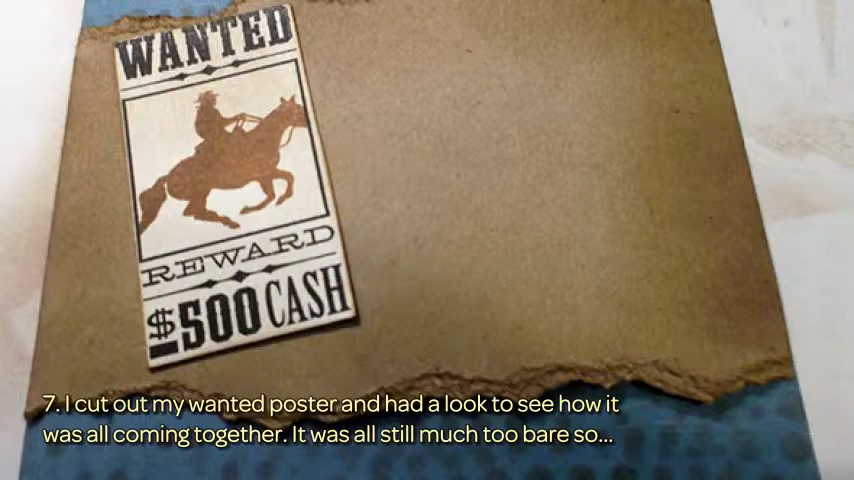 WANTED
REWARD
$500 CASH
7. I cut out my wanted poster and had a look to see how it
was all coming together. It was all still much too bare so...